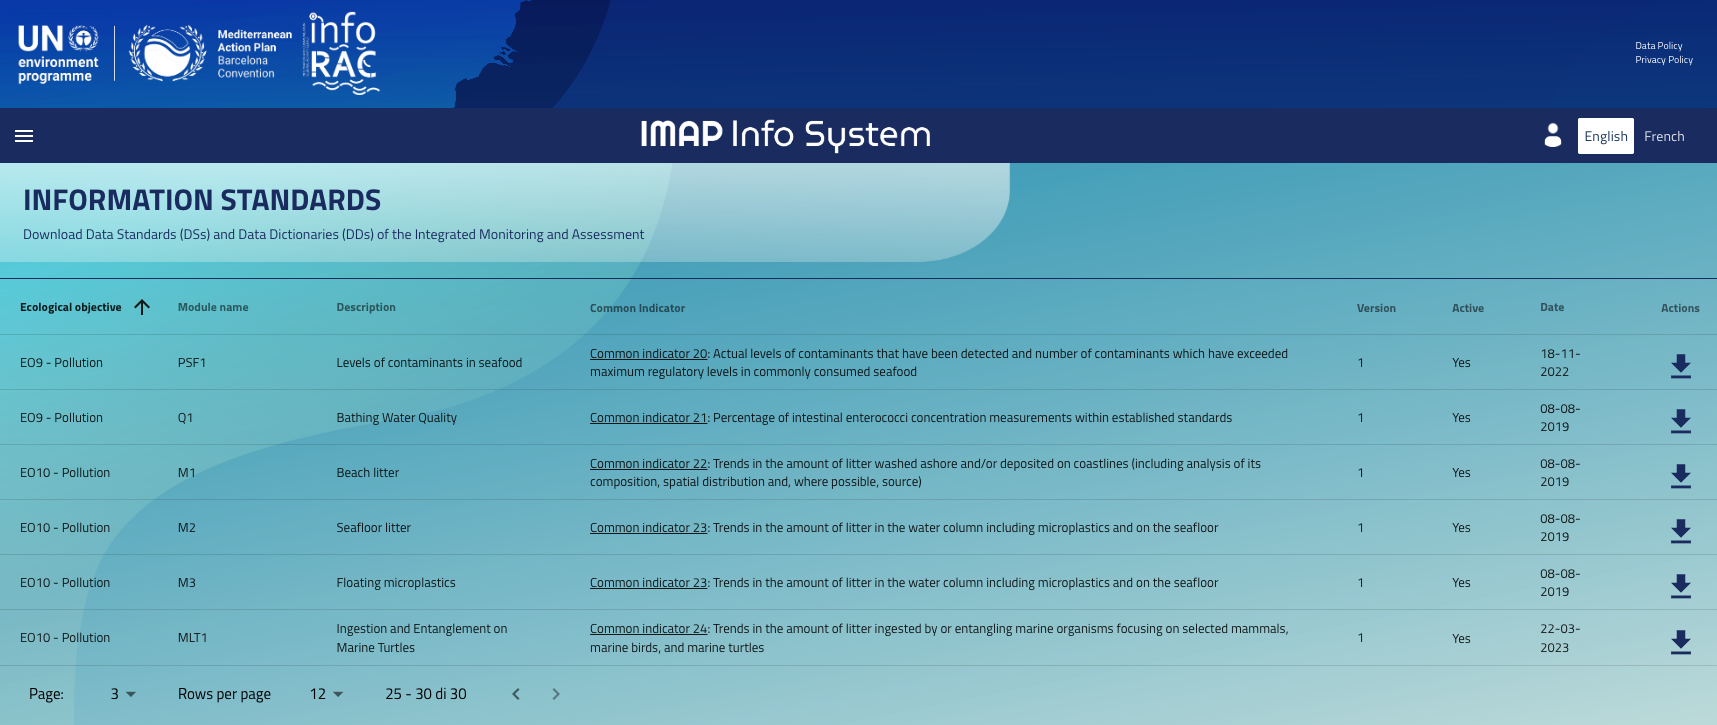 UN
environment
programme
Mediterranean
Action Plan
Barcelona
Convention
info
RAC
Data Policy
Privacy Policy
IMAP Info System
English
French
INFORMATION STANDARDS
Download Data Standards (DSs) and Data Dictionaries (DDs) of the Integrated Monitoring and Assessment
Ecological objective Module name Description Common Indicator Version Active Date Actions
EO9 - Pollution PSF1 Levels of contaminants in seafood Common indicator 20: Actual levels of contaminants that have been detected and number of contaminants which have exceeded
maximum regulatory levels in commonly consumed seafood 1 Yes 18-11-
2022
EO9 - Pollution Q1 Bathing Water Quality Common indicator 21: Percentage of intestinal enterococci concentration measurements within established standards 1 Yes 08-08-
2019
EO10 - Pollution M1 Beach litter Common indicator 22: Trends in the amount of litter washed ashore and/or deposited on coastlines (including analysis of its
composition, spatial distribution and, where possible, source) 1 Yes 08-08-
2019
EO10 - Pollution M2 Seafloor litter Common indicator 23: Trends in the amount of litter in the water column including microplastics and on the seafloor 1 Yes 08-08-
2019
EO10 - Pollution M3 Floating microplastics Common indicator 23: Trends in the amount of litter in the water column including microplastics and on the seafloor 1 Yes 08-08-
2019
EO10 - Pollution MLT1 Ingestion and Entanglement on
Marine Turtles Common indicator 24: Trends in the amount of litter ingested by or entangling marine organisms focusing on selected mammals,
marine birds, and marine turtles 1 Yes 22-03-
2023
Page: 3 Rows per page 12 25 - 30 di 30